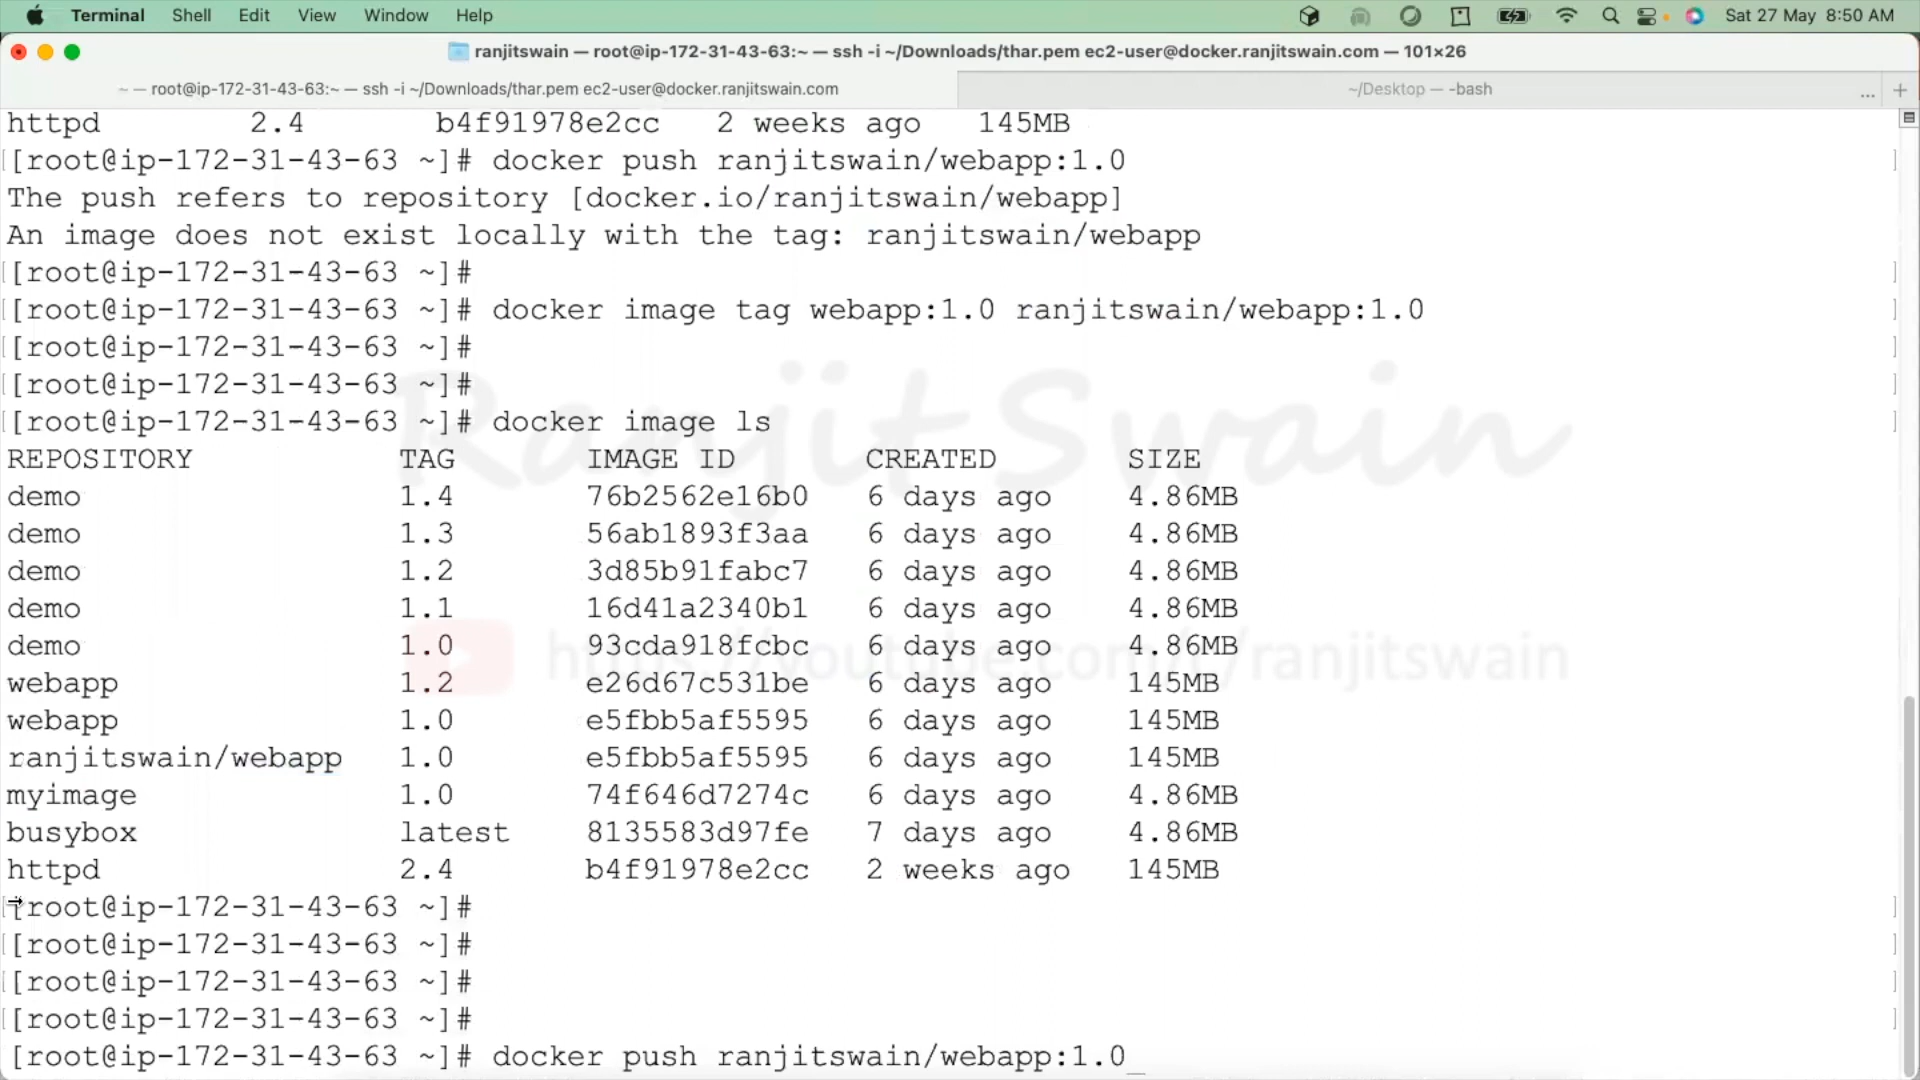 Terminal Shell Edit View Window Help Sat 27 May 8:50 AM
ranjitswain — root@ip-172-31-43-63:~ — ssh -i ~/Downloads/thar.pem ec2-user@docker.ranjitswain.com — 101×26
~ — root@ip-172-31-43-63:~ — ssh -i ~/Downloads/thar.pem ec2-user@docker.ranjitswain.com ~/Desktop — -bash ... +
httpd 2.4 b4f91978e2cc 2 weeks ago 145MB
[[root@ip-172-31-43-63 ~]# docker push ranjitswain/webapp:1.0 ]
The push refers to repository [docker.io/ranjitswain/webapp]
An image does not exist locally with the tag: ranjitswain/webapp
[[root@ip-172-31-43-63 ~]# ]
[[root@ip-172-31-43-63 ~]# docker image tag webapp:1.0 ranjitswain/webapp:1.0 ]
[[root@ip-172-31-43-63 ~]# ]
[[root@ip-172-31-43-63 ~]# ]
[[root@ip-172-31-43-63 ~]# docker image ls ]
RanjitSwain
REPOSITORY TAG IMAGE ID CREATED SIZE
demo 1.4 76b2562e16b0 6 days ago 4.86MB
demo 1.3 56ab1893f3aa 6 days ago 4.86MB
demo 1.2 3d85b91fabc7 6 days ago 4.86MB
demo 1.1 16d41a2340b1 6 days ago 4.86MB
demo 1.0 93cda918fcbc 6 days ago 4.86MB
https://youtube.com/c/ranjitswain
webapp 1.2 e26d67c531be 6 days ago 145MB
webapp 1.0 e5fbb5af5595 6 days ago 145MB
ranjitswain/webapp 1.0 e5fbb5af5595 6 days ago 145MB
myimage 1.0 74f646d7274c 6 days ago 4.86MB
busybox latest 8135583d97fe 7 days ago 4.86MB
httpd 2.4 b4f91978e2cc 2 weeks ago 145MB
[[root@ip-172-31-43-63 ~]# ]
[[root@ip-172-31-43-63 ~]# ]
[[root@ip-172-31-43-63 ~]# ]
[[root@ip-172-31-43-63 ~]# ]
[root@ip-172-31-43-63 ~]# docker push ranjitswain/webapp:1.0